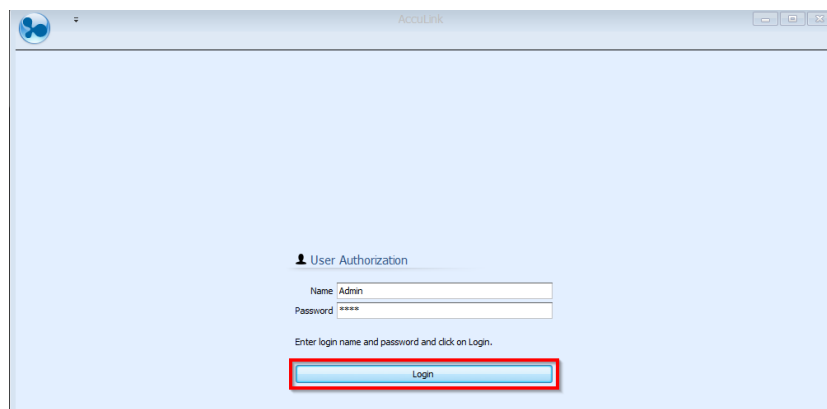 AccuLink
User Authorization
Name Admin
Password ****
Enter login name and password and click on Login.
Login